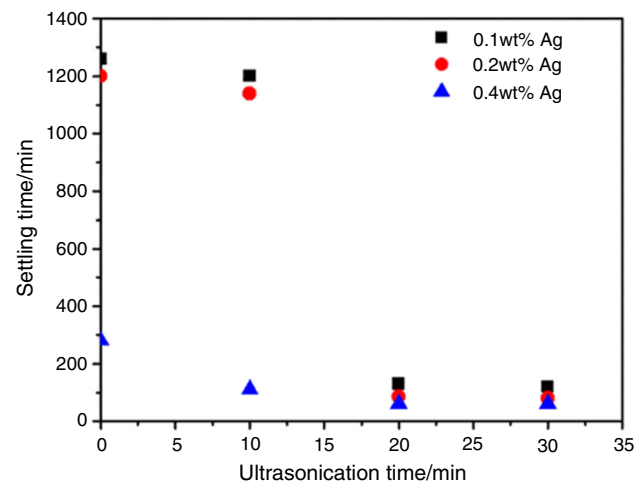 1400
1200
1000
800
600
400
200
0
Settling time/min
0.1wt% Ag
0.2wt% Ag
0.4wt% Ag
0 5 10 15 20 25 30 35
Ultrasonication time/min